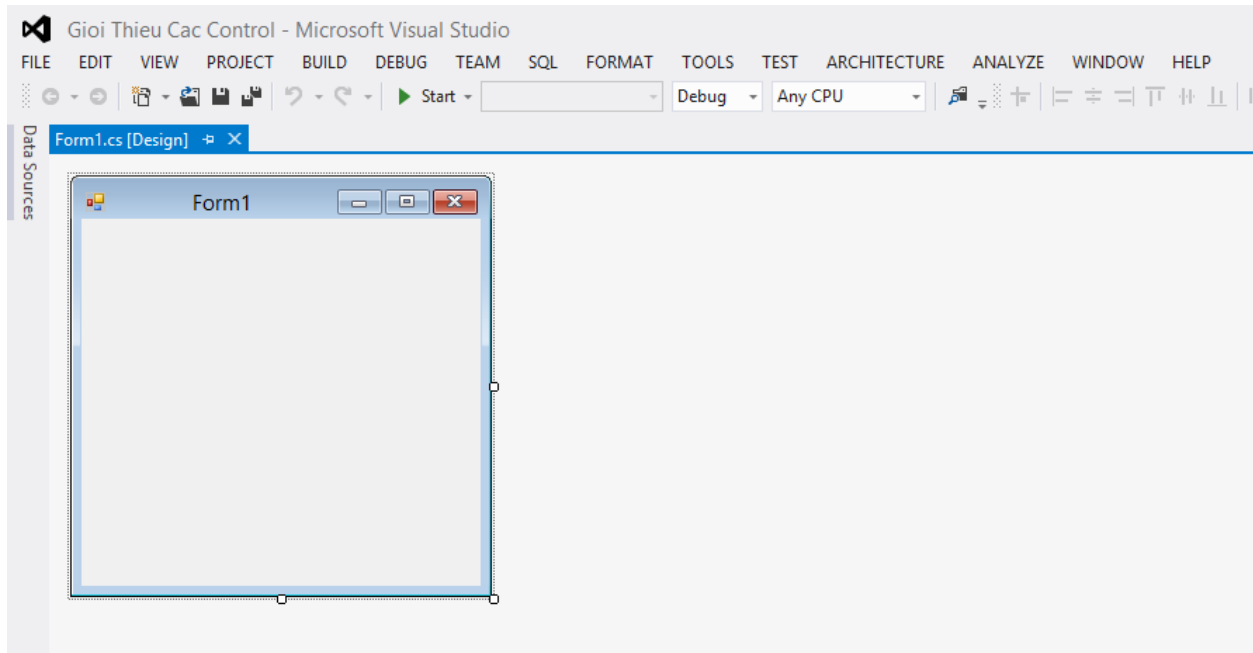 Gioi Thieu Cac Control - Microsoft Visual Studio
FILE EDIT VIEW PROJECT BUILD DEBUG TEAM SQL FORMAT TOOLS TEST ARCHITECTURE ANALYZE WINDOW HELP
Start Debug Any CPU
Data Sources
Form1.cs [Design]
Form1